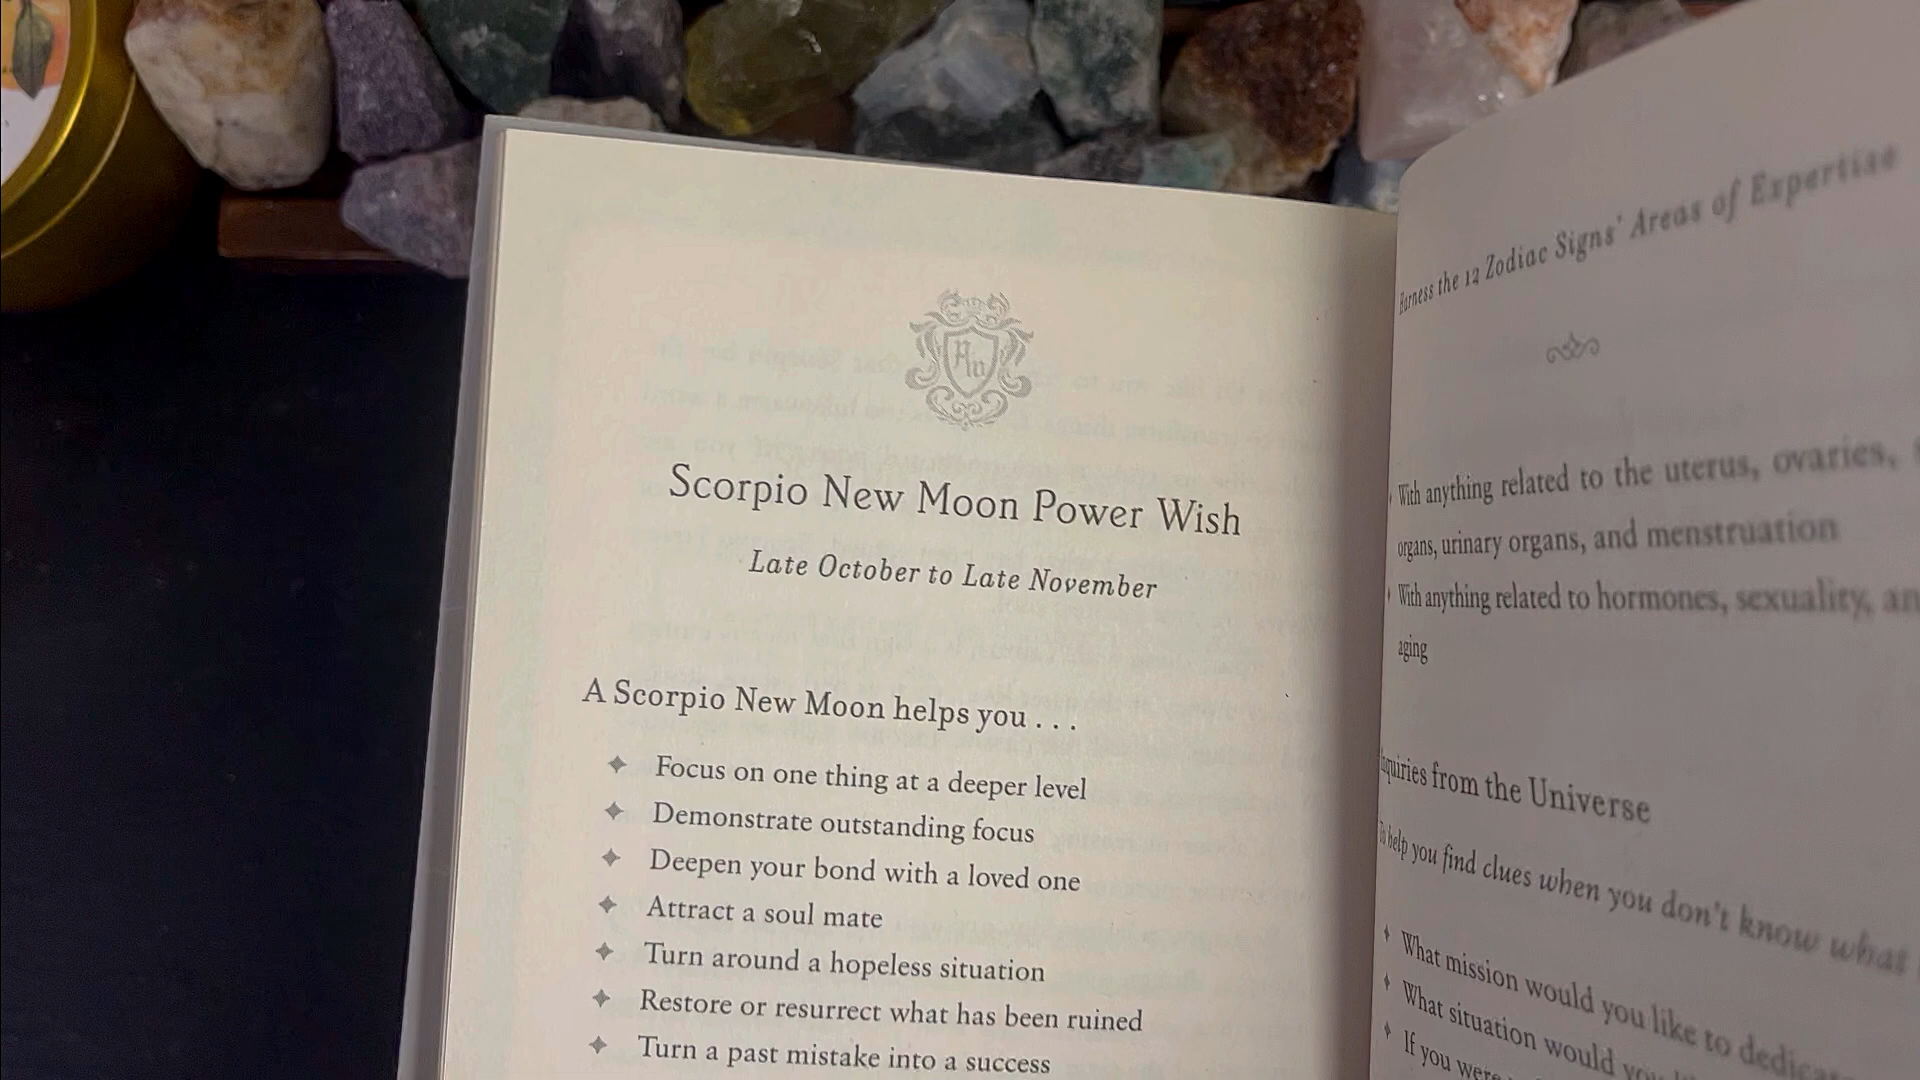 Scorpio New Moon Power Wish
Late October to Late November
A Scorpio New Moon helps you . . .
✦ Focus on one thing at a deeper level
✦ Demonstrate outstanding focus
✦ Deepen your bond with a loved one
✦ Attract a soul mate
✦ Turn around a hopeless situation
✦ Restore or resurrect what has been ruined
✦ Turn a past mistake into a success
Harness the 12 Zodiac Signs' Areas of Expertise
With anything related to the uterus, ovaries,
organs, urinary organs, and menstruation
With anything related to hormones, sexuality,
aging
from the Universe
help you find clues when you don't know what
✦ What mission would you like to
✦ What situation would
✦ If you were